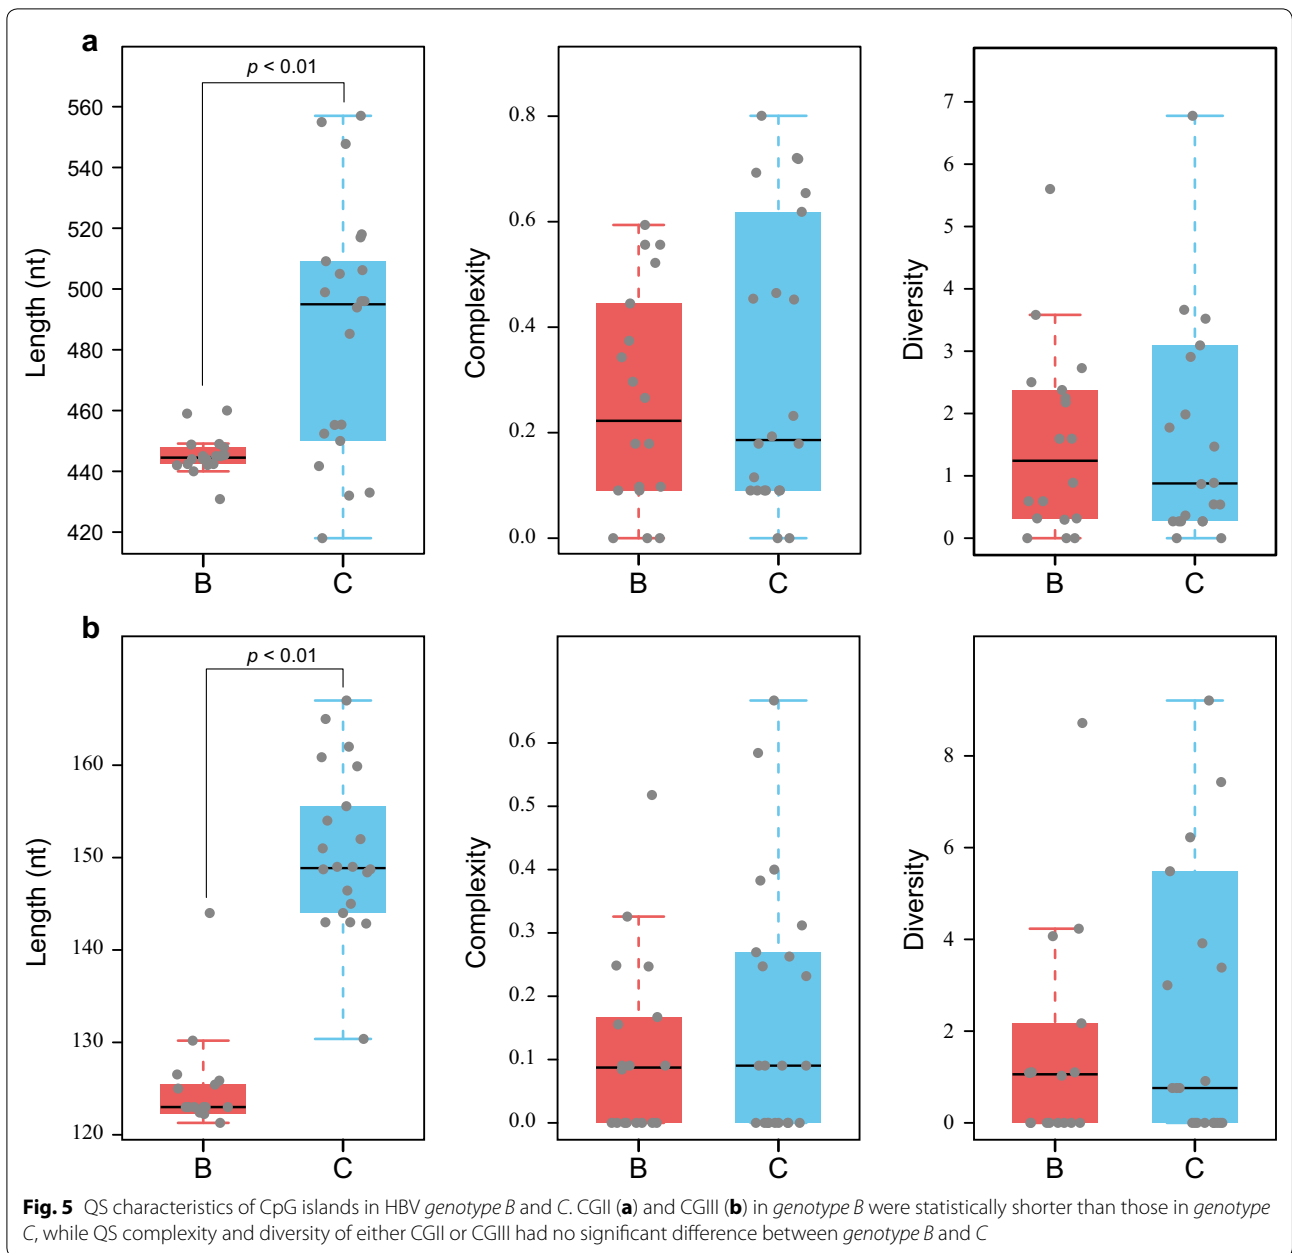 a
p < 0.01
Length (nt)
560
540
520
500
480
460
440
420
B
C
Complexity
0.8
0.6
0.4
0.2
0.0
B
C
Diversity
7
6
5
4
3
2
1
0
B
C
b
p < 0.01
Length (nt)
160
150
140
130
120
B
C
Complexity
0.6
0.5
0.4
0.3
0.2
0.1
0.0
B
C
Diversity
8
6
4
2
0
B
C
Fig. 5 QS characteristics of CpG islands in HBV genotype B and C. CGII (a) and CGIII (b) in genotype B were statistically shorter than those in genotype
C, while QS complexity and diversity of either CGII or CGIII had no significant difference between genotype B and C